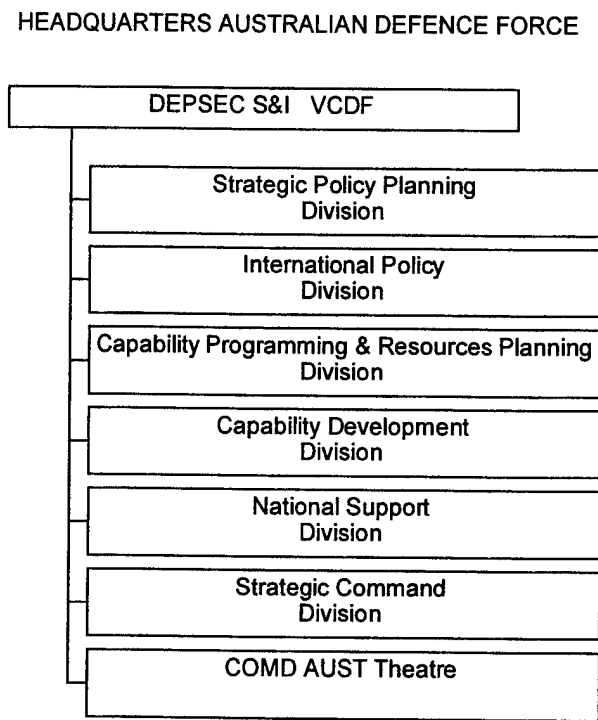 HEADQUARTERS AUSTRALIAN DEFENCE FORCE
DEPSEC S&I VCDF
Strategic Policy Planning
Division
International Policy
Division
Capability Programming & Resources Planning
Division
Capability Development
Division
National Support
Division
Strategic Command
Division
COMD AUST Theatre